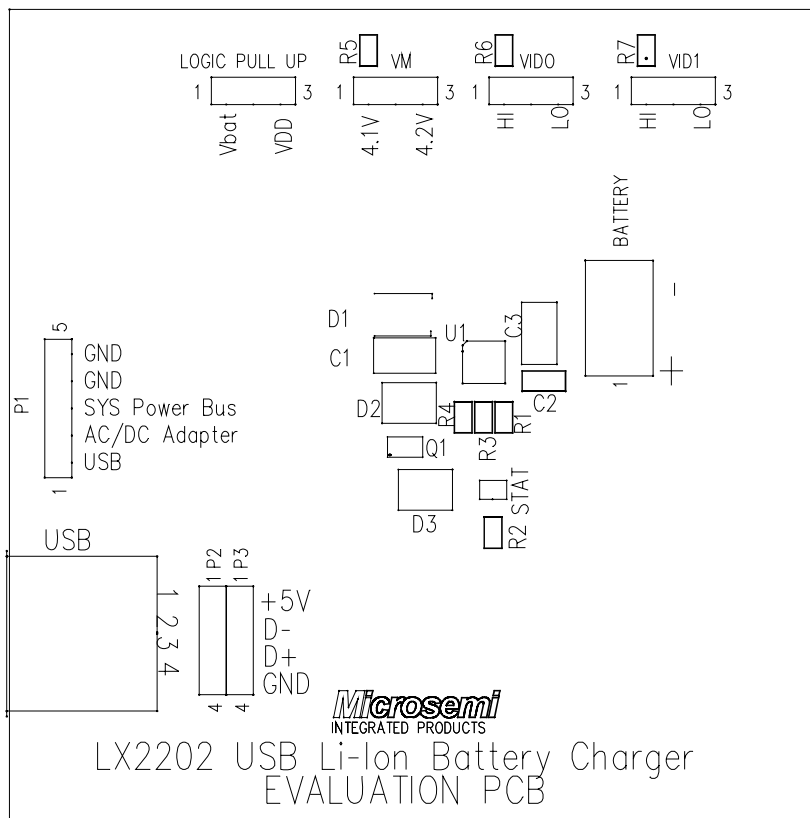 R5
R6
R7
LOGIC PULL UP
VM
VID0
VID1
1 3
1 3
1 3
1 3
Vbat
VDD
4.1V
4.2V
HI
LO
HI
LO
BATTERY
-
+
1
D1
U1
C3
C1
C2
D2
R4
R3
R1
Q1
STAT
D3
R2
P1
5
GND
GND
SYS Power Bus
AC/DC Adapter
USB
1
USB
1
2
3
4
1 P2
1 P3
4
4
+5V
D-
D+
GND
Microsemi
INTEGRATED PRODUCTS
LX2202 USB Li-Ion Battery Charger
EVALUATION PCB